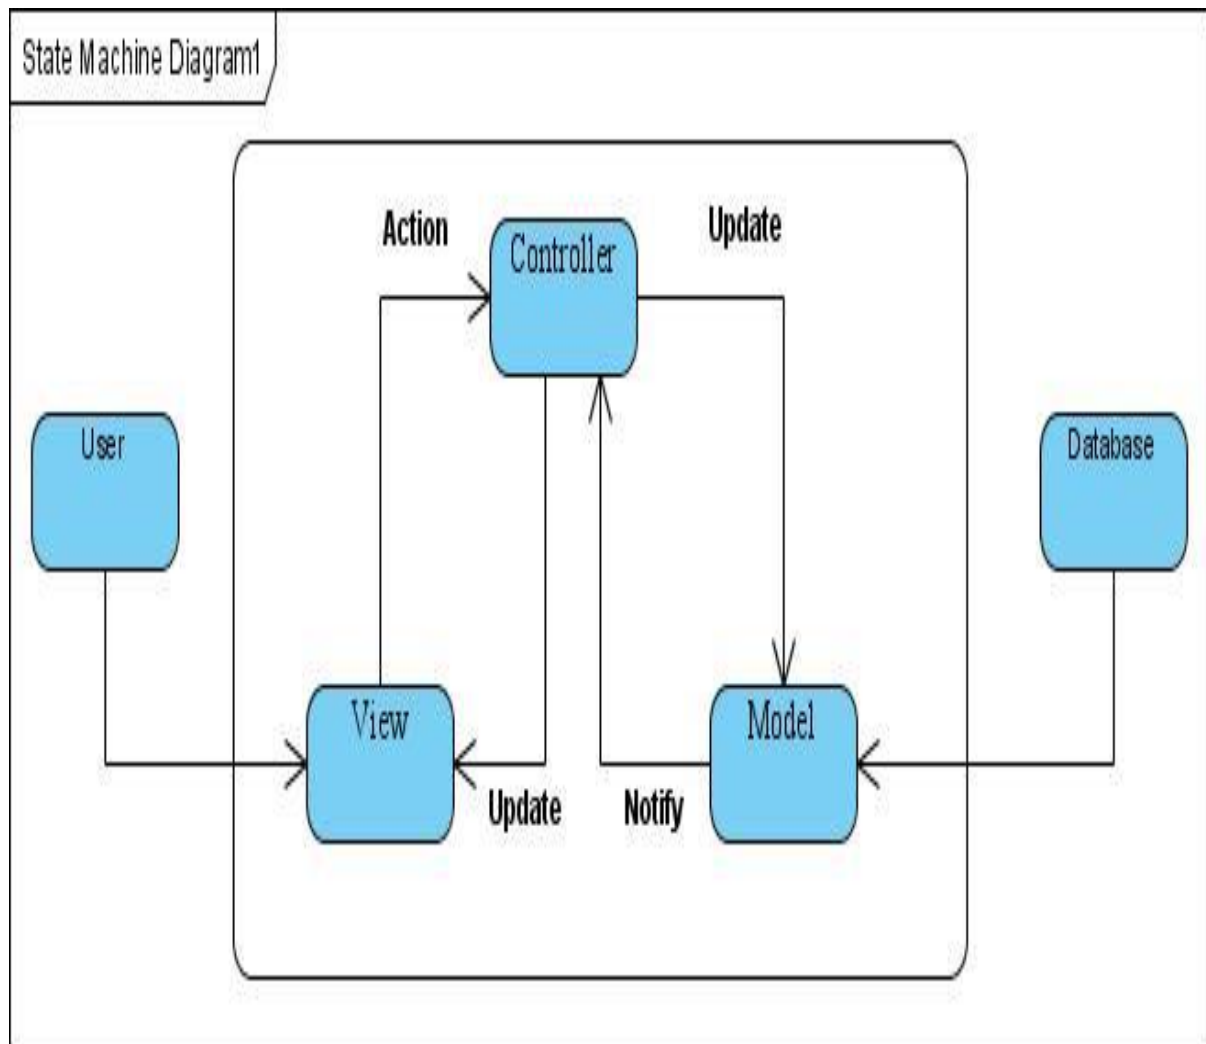 State Machine Diagram1
Action
Controller
Update
User
Database
View
Model
Update
Notify